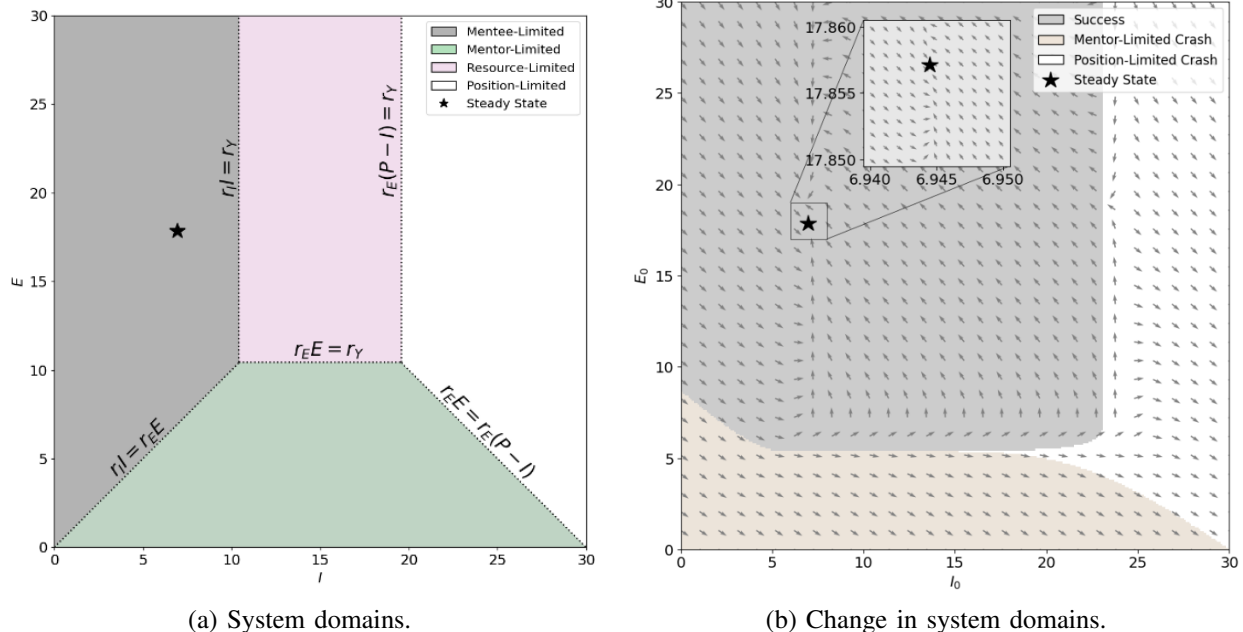 30
25
20
15
10
5
0
E
0
5
10
15
20
25
30
I
Mentee-Limited
Mentor-Limited
Resource-Limited
Position-Limited
Steady State
r_I I = r_Y
r_E(P − I) = r_Y
r_E E = r_Y
r_I I = r_E E
r_E E = r_E(P − I)
(a) System domains.
30
25
20
15
10
5
0
E_0
0
5
10
15
20
25
30
I_0
17.860
17.855
17.850
6.940
6.945
6.950
Success
Mentor-Limited Crash
Position-Limited Crash
Steady State
(b) Change in system domains.